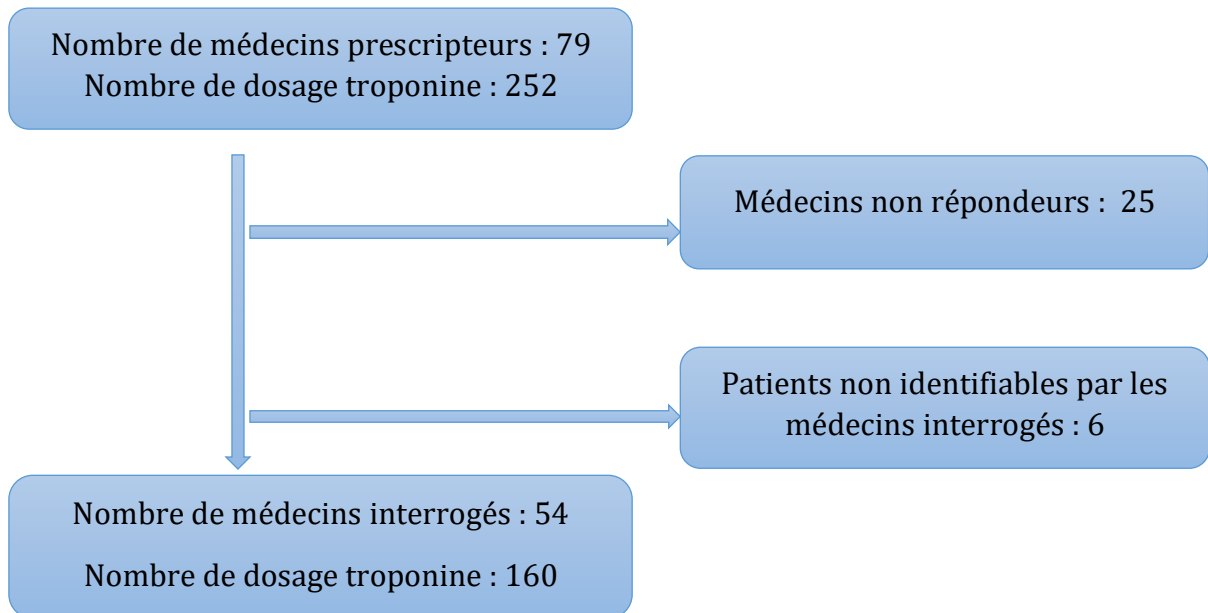 Nombre de médecins prescripteurs : 79
Nombre de dosage troponine : 252
Médecins non répondeurs : 25
Patients non identifiables par les
médecins interrogés : 6
Nombre de médecins interrogés : 54
Nombre de dosage troponine : 160